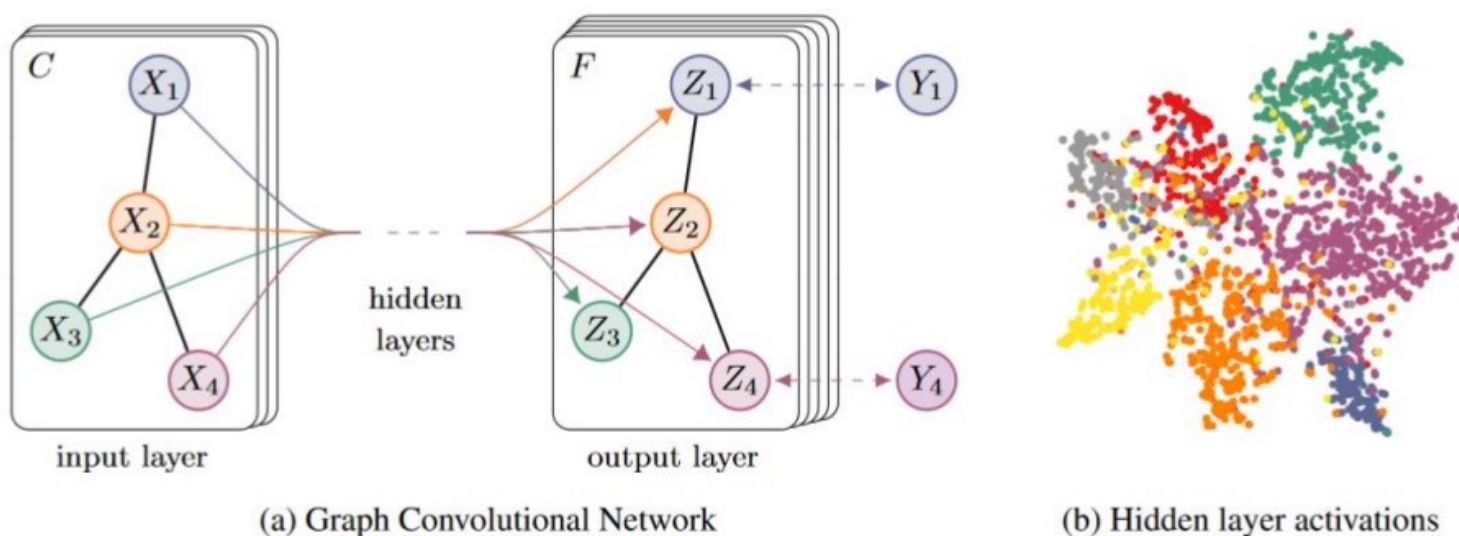 C
X₁
X₂
X₃
X₄
input layer
hidden
layers
F
Z₁
Z₂
Z₃
Z₄
output layer
Y₁
Y₄
(a) Graph Convolutional Network
(b) Hidden layer activations